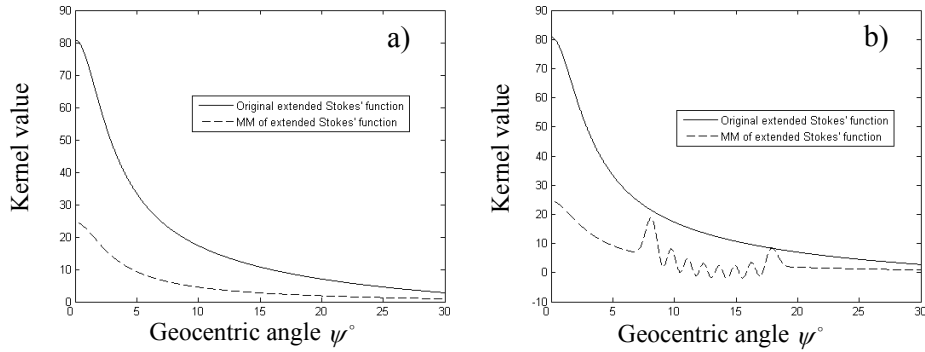 90
80
70
60
50
40
30
20
10
0
0 5 10 15 20 25 30
Kernel value
Geocentric angle ψ°
a)
Original extended Stokes' function
MM of extended Stokes' function
90
80
70
60
50
40
30
20
10
0
-10
0 5 10 15 20 25 30
Kernel value
Geocentric angle ψ°
b)
Original extended Stokes' function
MM of extended Stokes' function